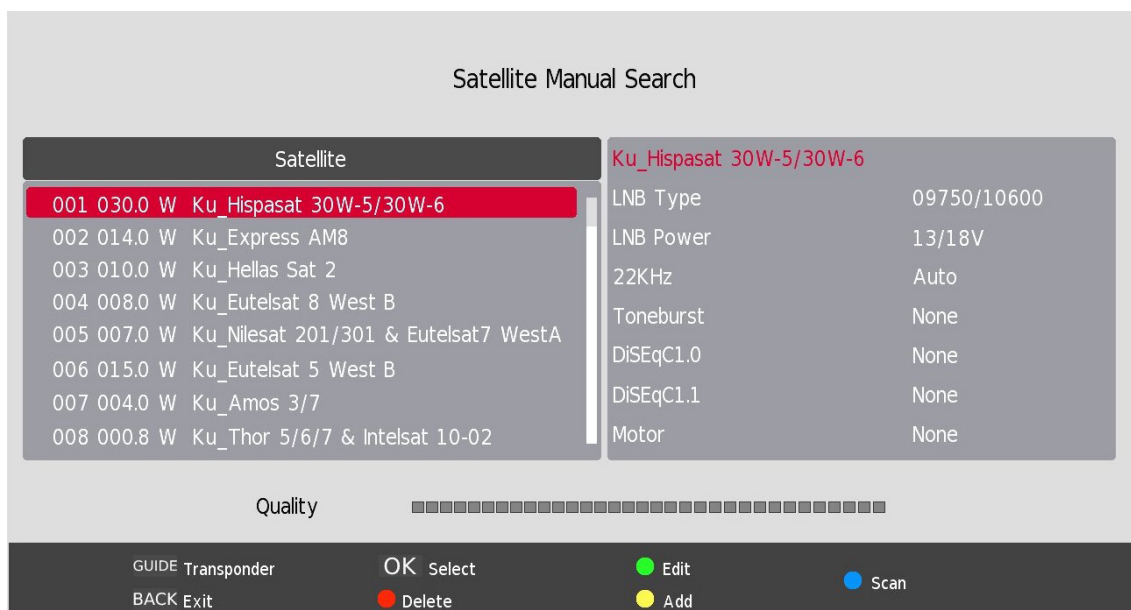 Satellite Manual Search
Satellite
001 030.0 W Ku_Hispasat 30W-5/30W-6
002 014.0 W Ku_Express AM8
003 010.0 W Ku_Hellas Sat 2
004 008.0 W Ku_Eutelsat 8 West B
005 007.0 W Ku_Nilesat 201/301 & Eutelsat7 WestA
006 015.0 W Ku_Eutelsat 5 West B
007 004.0 W Ku_Amos 3/7
008 000.8 W Ku_Thor 5/6/7 & Intelsat 10-02
Ku_Hispasat 30W-5/30W-6
LNB Type 09750/10600
LNB Power 13/18V
22KHz Auto
Toneburst None
DiSEqC1.0 None
DiSEqC1.1 None
Motor None
Quality
GUIDE Transponder OK Select Edit Scan
BACK Exit Delete Add